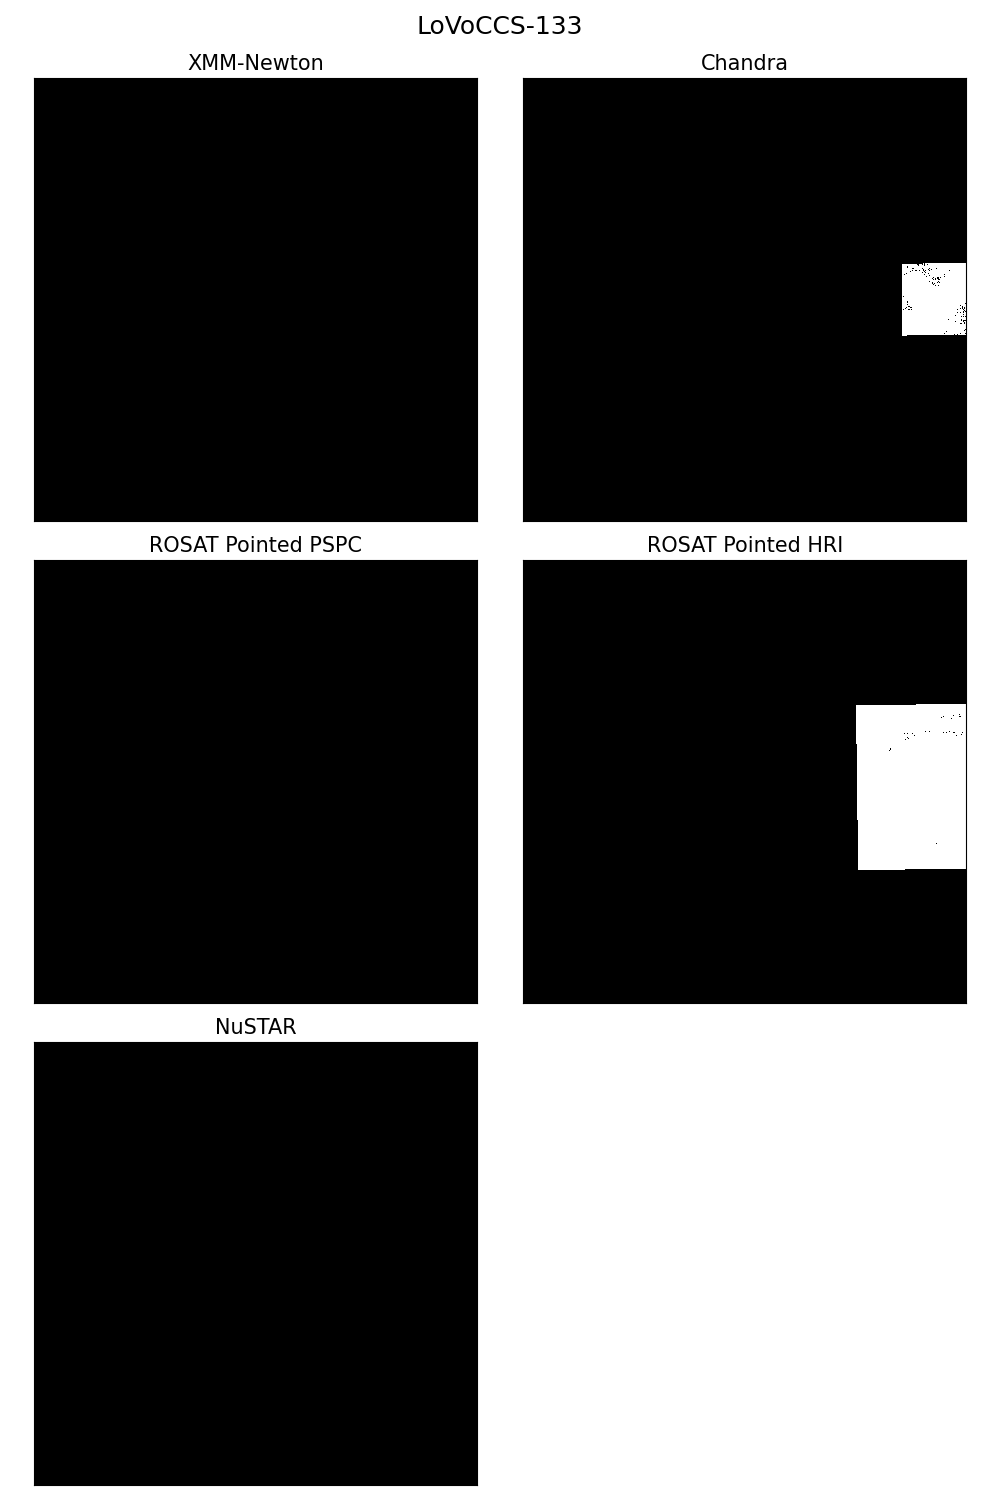 LoVoCCS-133
XMM-Newton
Chandra
ROSAT Pointed PSPC
ROSAT Pointed HRI
NuSTAR